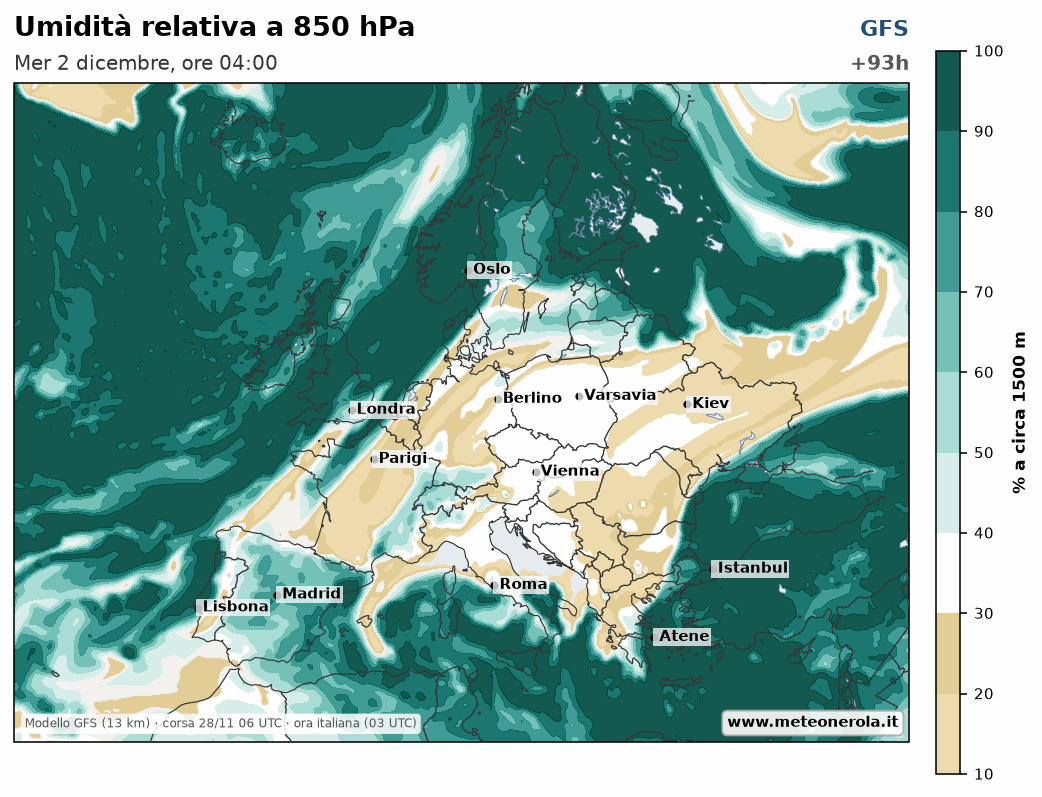 Umidità relativa a 850 hPa
GFS
Mer 2 dicembre, ore 04:00
+93h
100
90
80
70
60
50
40
30
20
10
% a circa 1500 m
Oslo
Berlino
Varsavia
Kiev
Londra
Parigi
Vienna
Istanbul
Roma
Madrid
Lisbona
Atene
Modello GFS (13 km) · corsa 28/11 06 UTC · ora italiana (03 UTC)
www.meteonerola.it